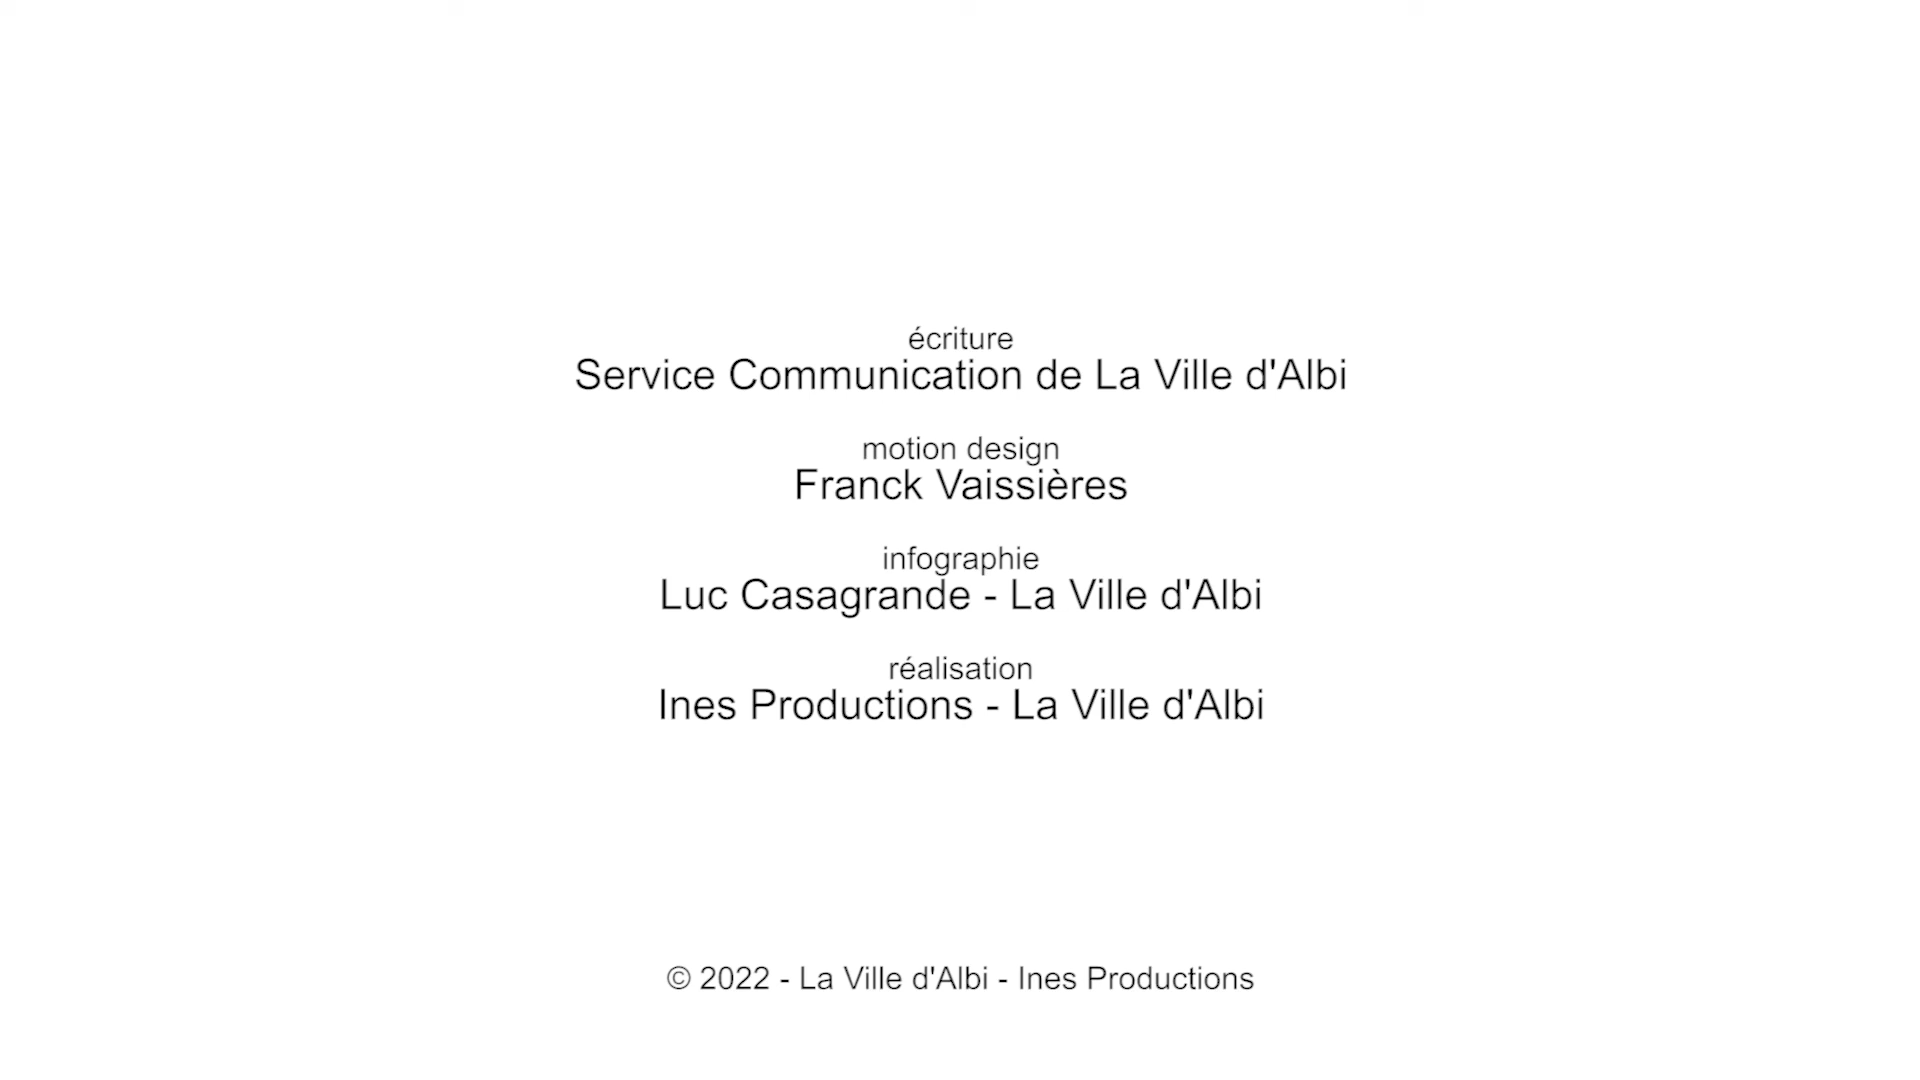 écriture
Service Communication de La Ville d'Albi
motion design
Franck Vaissières
infographie
Luc Casagrande - La Ville d'Albi
réalisation
Ines Productions - La Ville d'Albi
© 2022 - La Ville d'Albi - Ines Productions